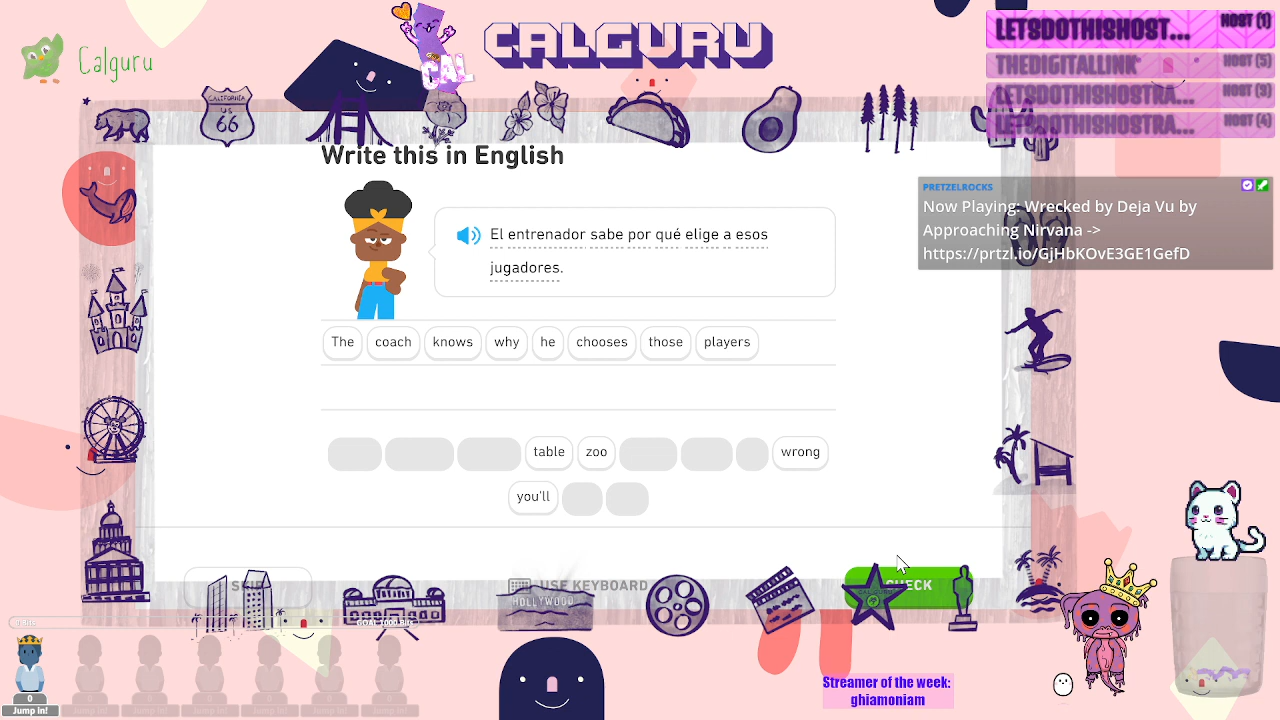 Calguru
CAL
CALGURU
LETSDOTHISHOST... HOST (1)
THEDIGITALLINK HOST (5)
LETSDOTHISHOSTRA... HOST (3)
LETSDOTHISHOSTRA... HOST (4)
CALIFORNIA
US
66
Write this in English
El entrenador sabe por qué elige a esos
jugadores.
PRETZELROCKS
Now Playing: Wrecked by Deja Vu by
Approaching Nirvana ->
https://prtzl.io/GjHbKOvE3GE1GefD
The coach knows why he chooses those players
table zoo wrong
you'll
SKIP USE KEYBOARD CHECK
HOLLYWOOD
0
Jump in!
Streamer of the week:
ghiamoniam